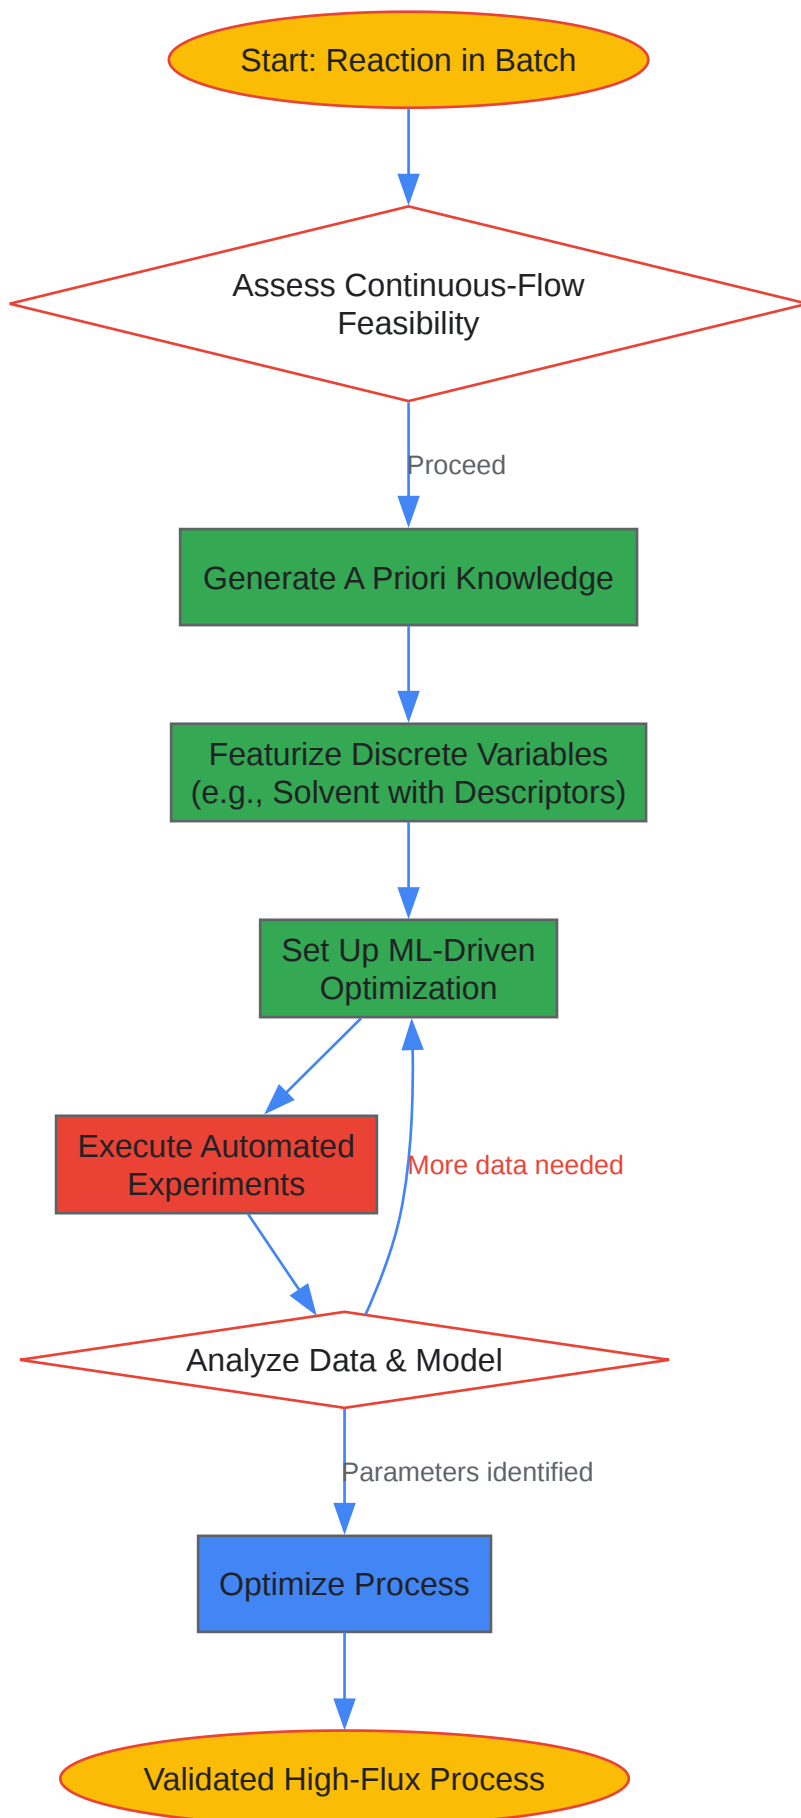 Start: Reaction in Batch
Assess Continuous-Flow
Feasibility
Proceed
Generate A Priori Knowledge
Featurize Discrete Variables
(e.g., Solvent with Descriptors)
Set Up ML-Driven
Optimization
Execute Automated
Experiments
More data needed
Analyze Data & Model
Parameters identified
Optimize Process
Validated High-Flux Process